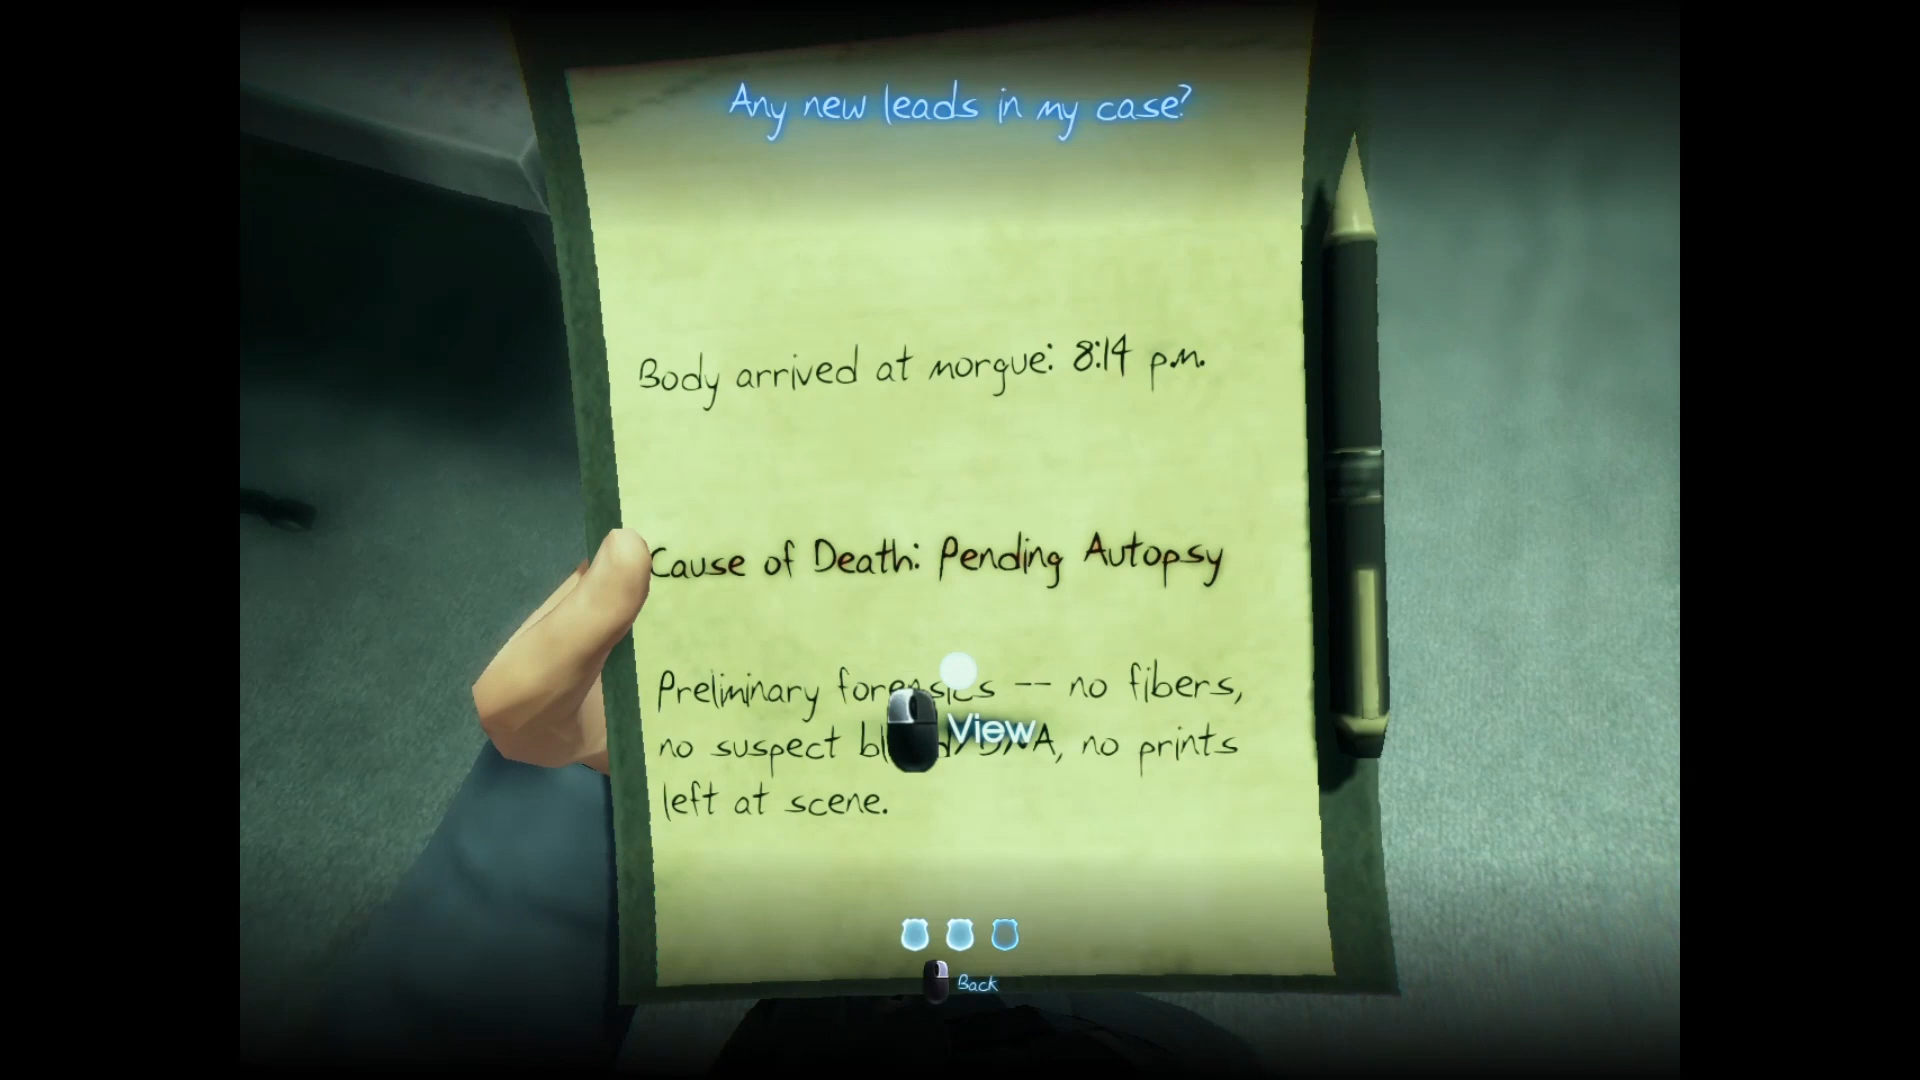 Any new leads in my case?
Body arrived at morgue: 8:14 p.m.
Cause of Death: Pending Autopsy
Preliminary forensics -- no fibers,
View
no suspect no prints
left at scene.
Back